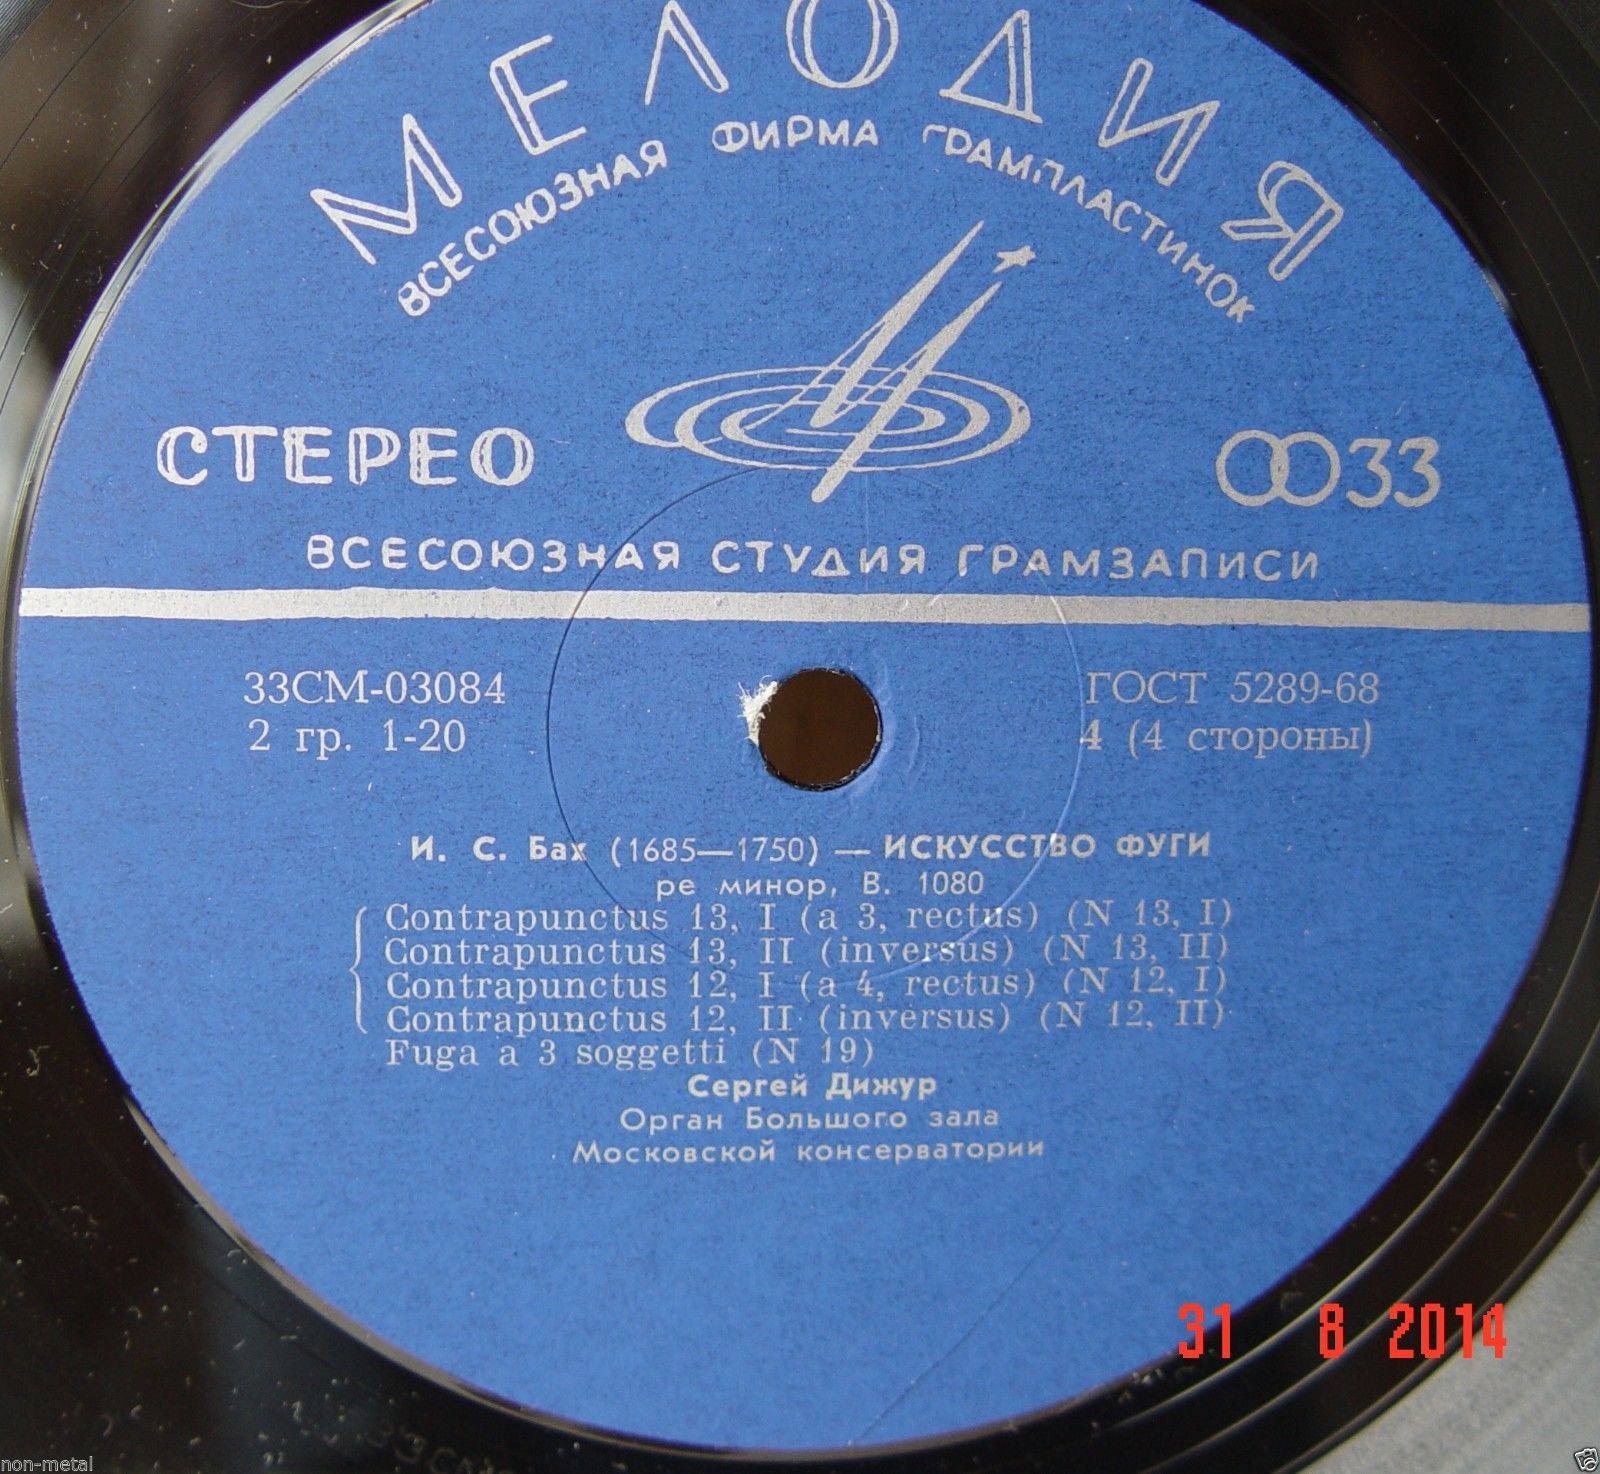 МЕЛОДИЯ
ВСЕСОЮЗНАЯ ФИРМА ГРАМПЛАСТИНОК
СТЕРЕО
33
ВСЕСОЮЗНАЯ СТУДИЯ ГРАМЗАПИСИ
33СМ-03084
ГОСТ 5289-68
2 гр. 1-20
4 (4 стороны)
И. С. Бах (1685—1750) — ИСКУССТВО ФУГИ
ре минор, В. 1080
Contrapunctus 13, I (a 3, rectus) (N 13, I)
Contrapunctus 13, II (inversus) (N 13, II)
Contrapunctus 12, I (a 4, rectus) (N 12, I)
Contrapunctus 12, II (inversus) (N 12, II)
Fuga a 3 soggetti (N 19)
Сергей Дижур
Орган Большого зала
Московской консерватории
31 8 2014
non-metal